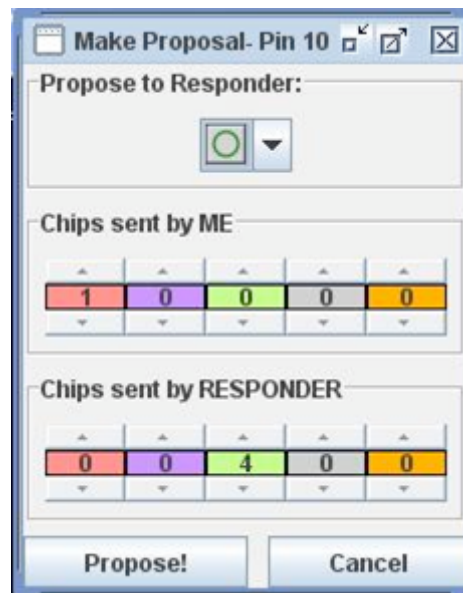 Make Proposal- Pin 10
Propose to Responder:
Chips sent by ME
1 0 0 0 0
Chips sent by RESPONDER
0 0 4 0 0
Propose! Cancel